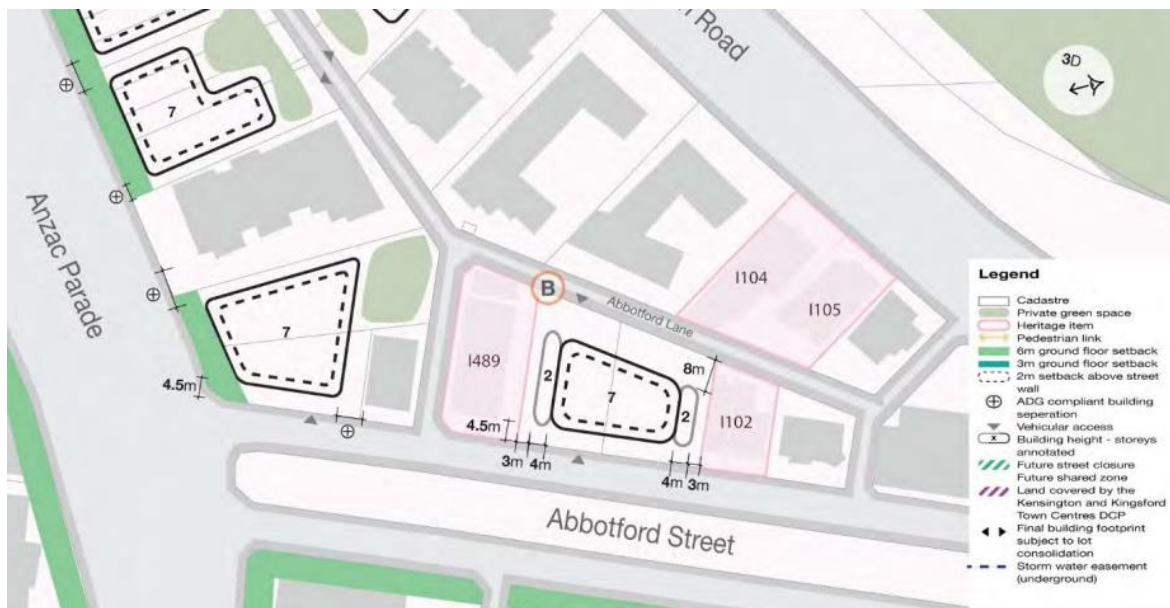 n Road
3D
7
Anzac Parade
B
Abbotford Lane
I104
I105
7
I489
8m
4.5m
2
7
2
I102
4.5m
3m
4m
4m
3m
Abbotford Street
Legend
Cadastre
Private green space
Heritage item
Pedestrian link
6m ground floor setback
3m ground floor setback
2m setback above street
wall
ADG compliant building
seperation
Vehicular access
x
Building height - storeys
annotated
Future street closure
Future shared zone
Land covered by the
Kensington and Kingsford
Town Centres DCP
Final building footprint
subject to lot
consolidation
Storm water easement
(underground)